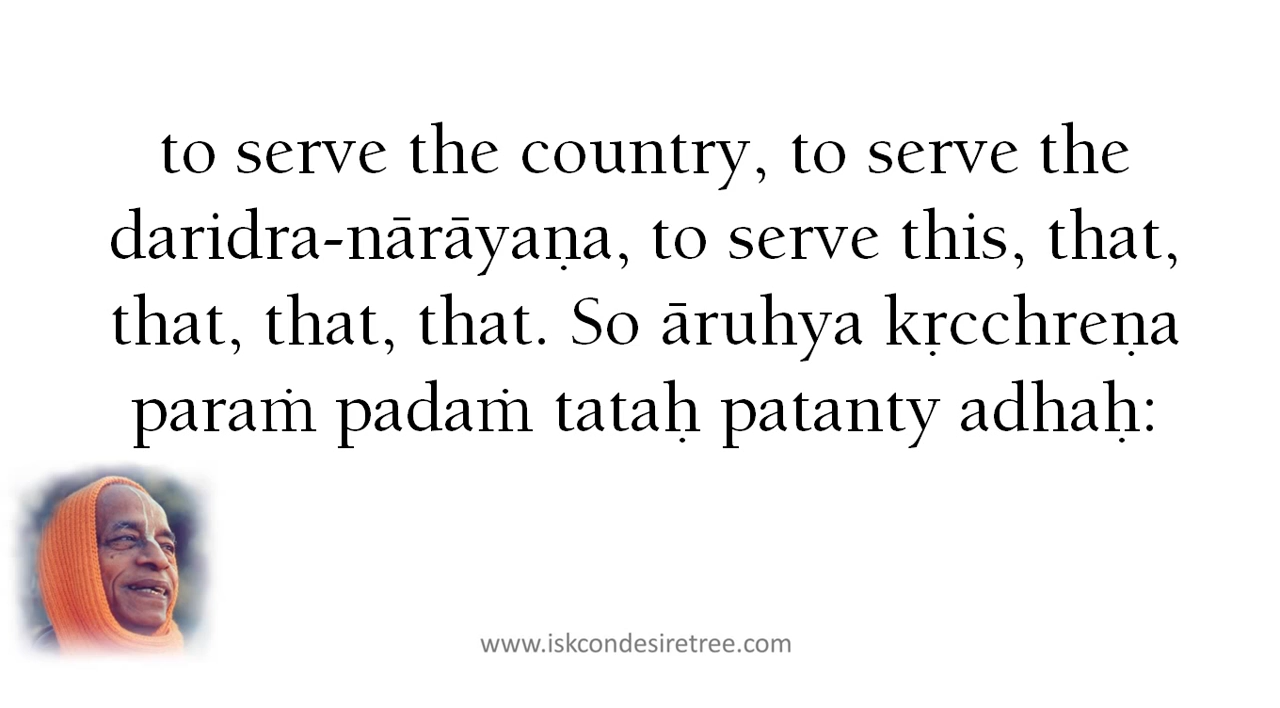 to serve the country, to serve the
daridra-nārāyaṇa, to serve this, that,
that, that, that. So āruhya kṛcchreṇa
paraṁ padaṁ tataḥ patanty adhaḥ:
www.iskcondesiretree.com